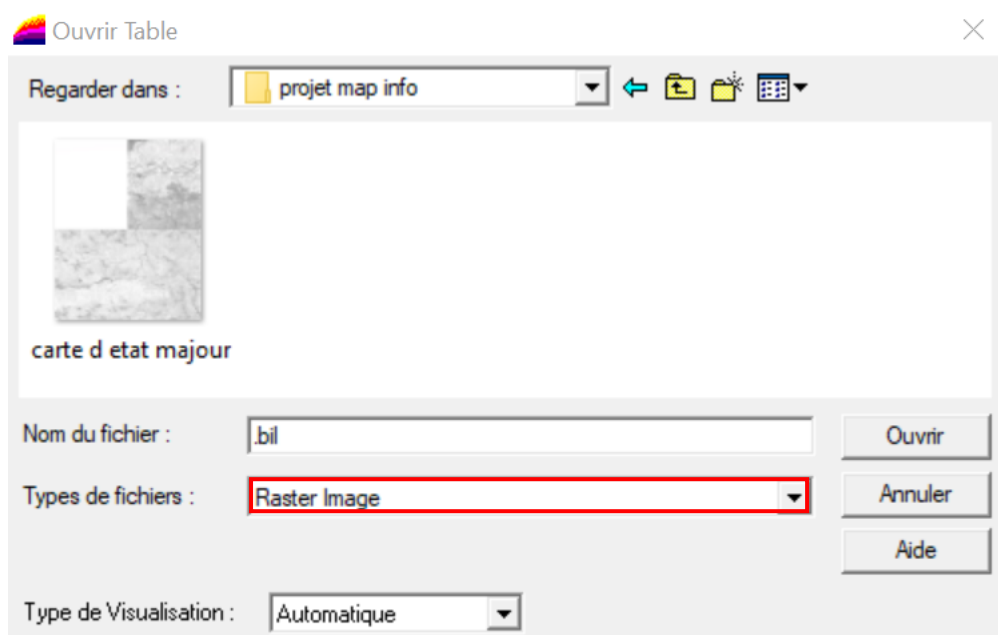 Ouvrir Table
Regarder dans : projet map info
carte d etat majour
Nom du fichier : .bil Ouvrir
Types de fichiers : Raster Image Annuler
Aide
Type de Visualisation : Automatique